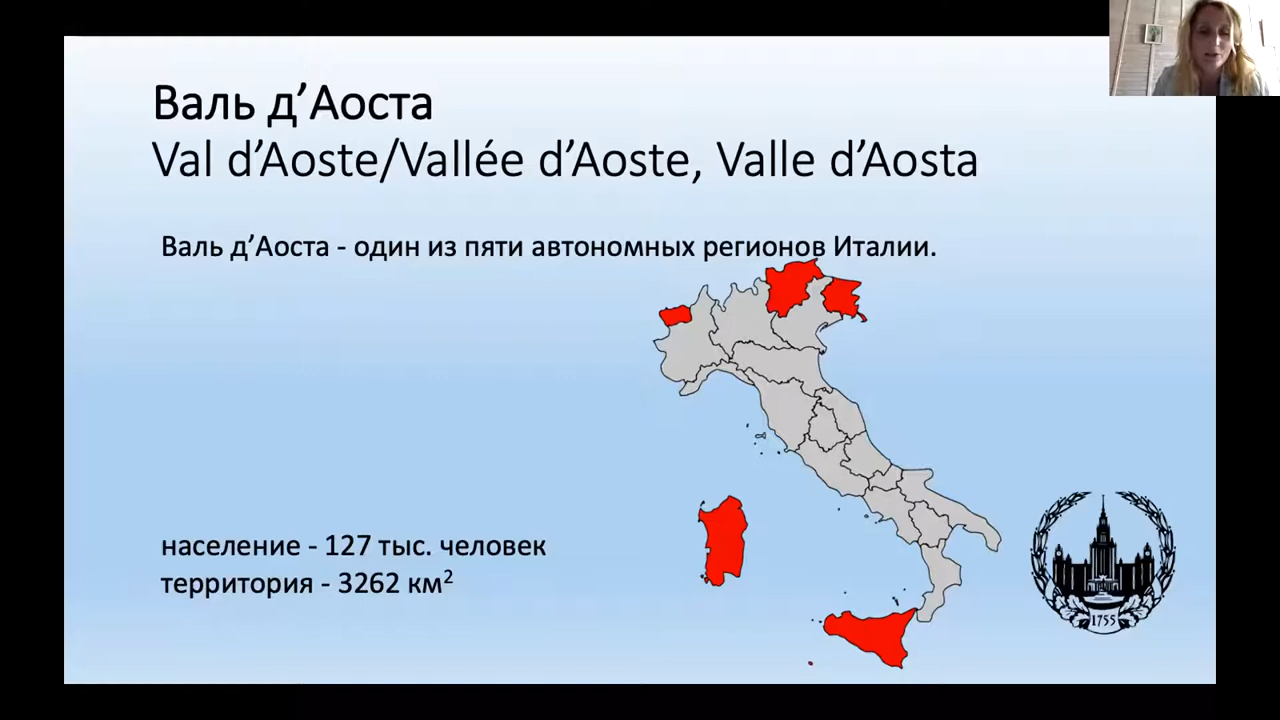 Валь д’Аоста
Val d’Aoste/Vallée d’Aoste, Valle d’Aosta
Валь д’Аоста - один из пяти автономных регионов Италии.
население - 127 тыс. человек
территория - 3262 км²
1755